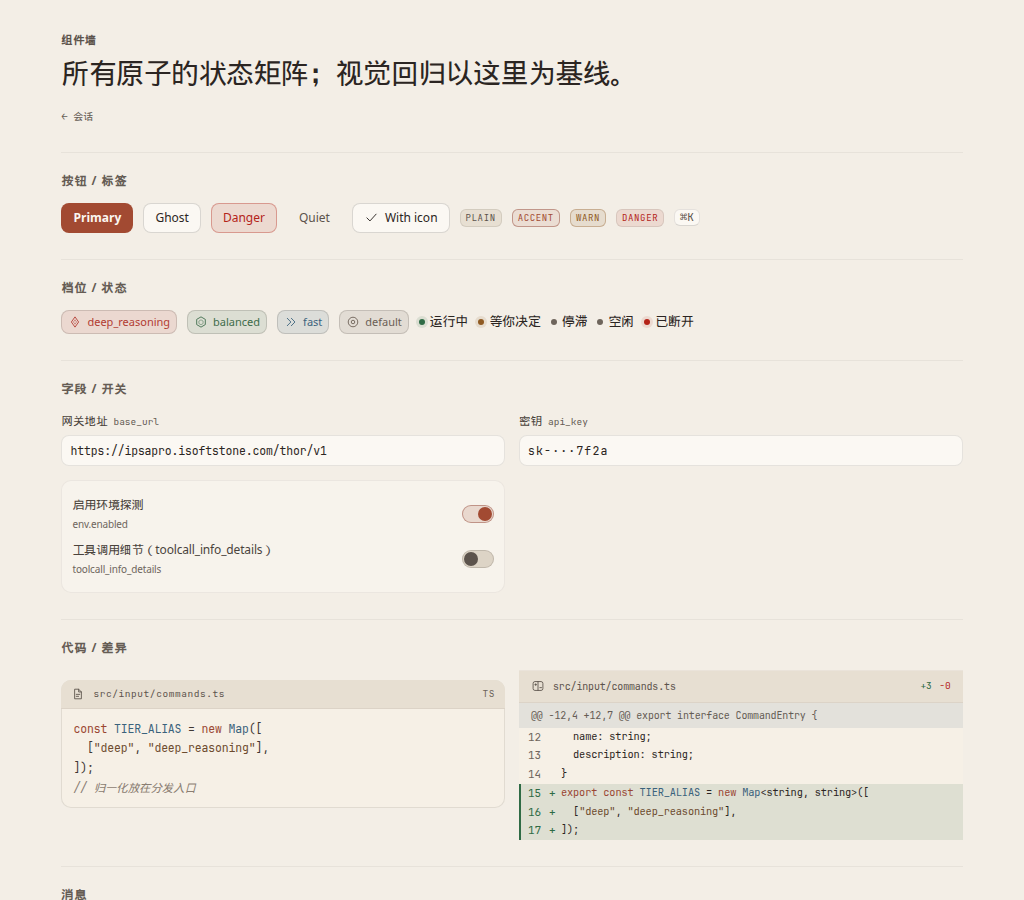 组件墙
所有原子的状态矩阵；视觉回归以这里为基线。
← 会话
按钮 / 标签
Primary Ghost Danger Quiet With icon PLAIN ACCENT WARN DANGER ⌘K
档位 / 状态
deep_reasoning balanced fast default 运行中 等你决定 停滞 空闲 已断开
字段 / 开关
网关地址 base_url
https://ipsapro.isoftstone.com/thor/v1
密钥 api_key
sk-···7f2a
启用环境探测
env.enabled
工具调用细节（toolcall_info_details）
toolcall_info_details
代码 / 差异
src/input/commands.ts TS
const TIER_ALIAS = new Map([
["deep", "deep_reasoning"],
]);
// 归一化放在分发入口
src/input/commands.ts +3 -0
@@ -12,4 +12,7 @@ export interface CommandEntry {
12 name: string;
13 description: string;
14 }
15 + export const TIER_ALIAS = new Map<string, string>([
16 + ["deep", "deep_reasoning"],
17 + ]);
消息